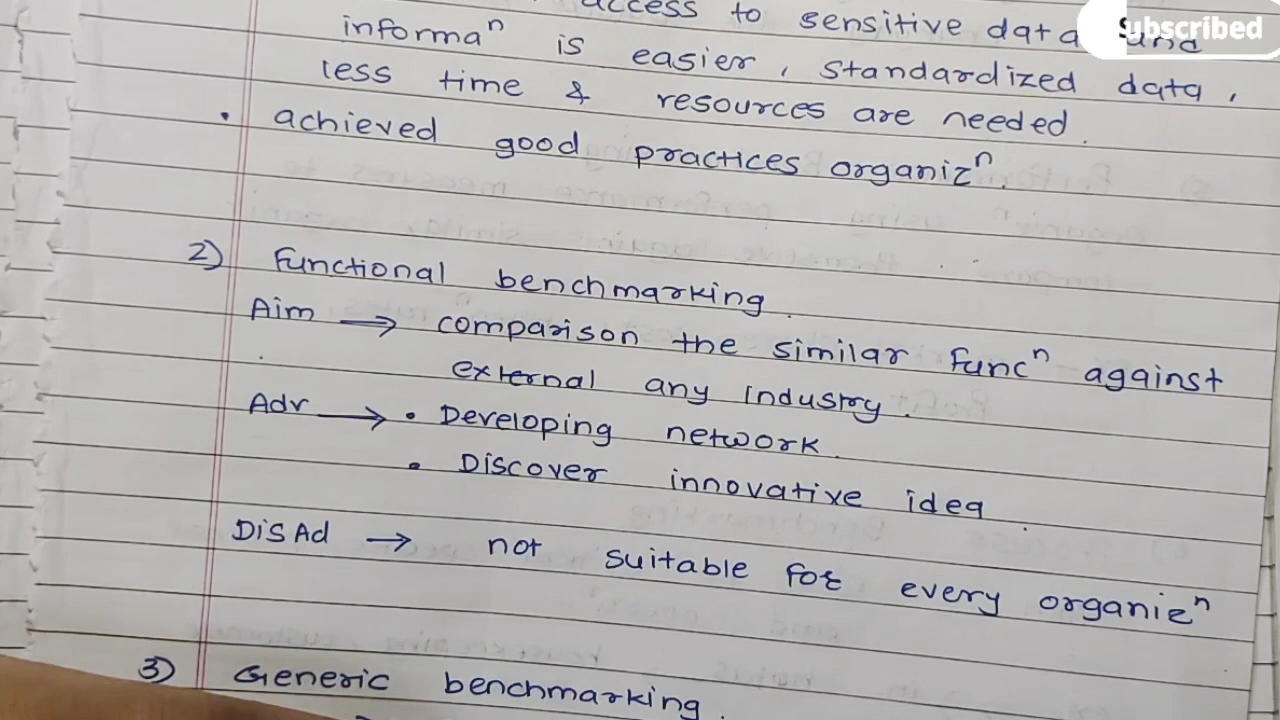 access to sensitive data and
informaⁿ is easier, standardized data,
less time & resources are needed.
• achieved good practices organizⁿ.
2) Functional benchmarking.
Aim → comparison the similar funcⁿ against
external any industry.
Adv → • Developing network.
• Discover innovative idea.
DisAd → not suitable for every organizⁿ
3) Generic benchmarking.
ubscribed